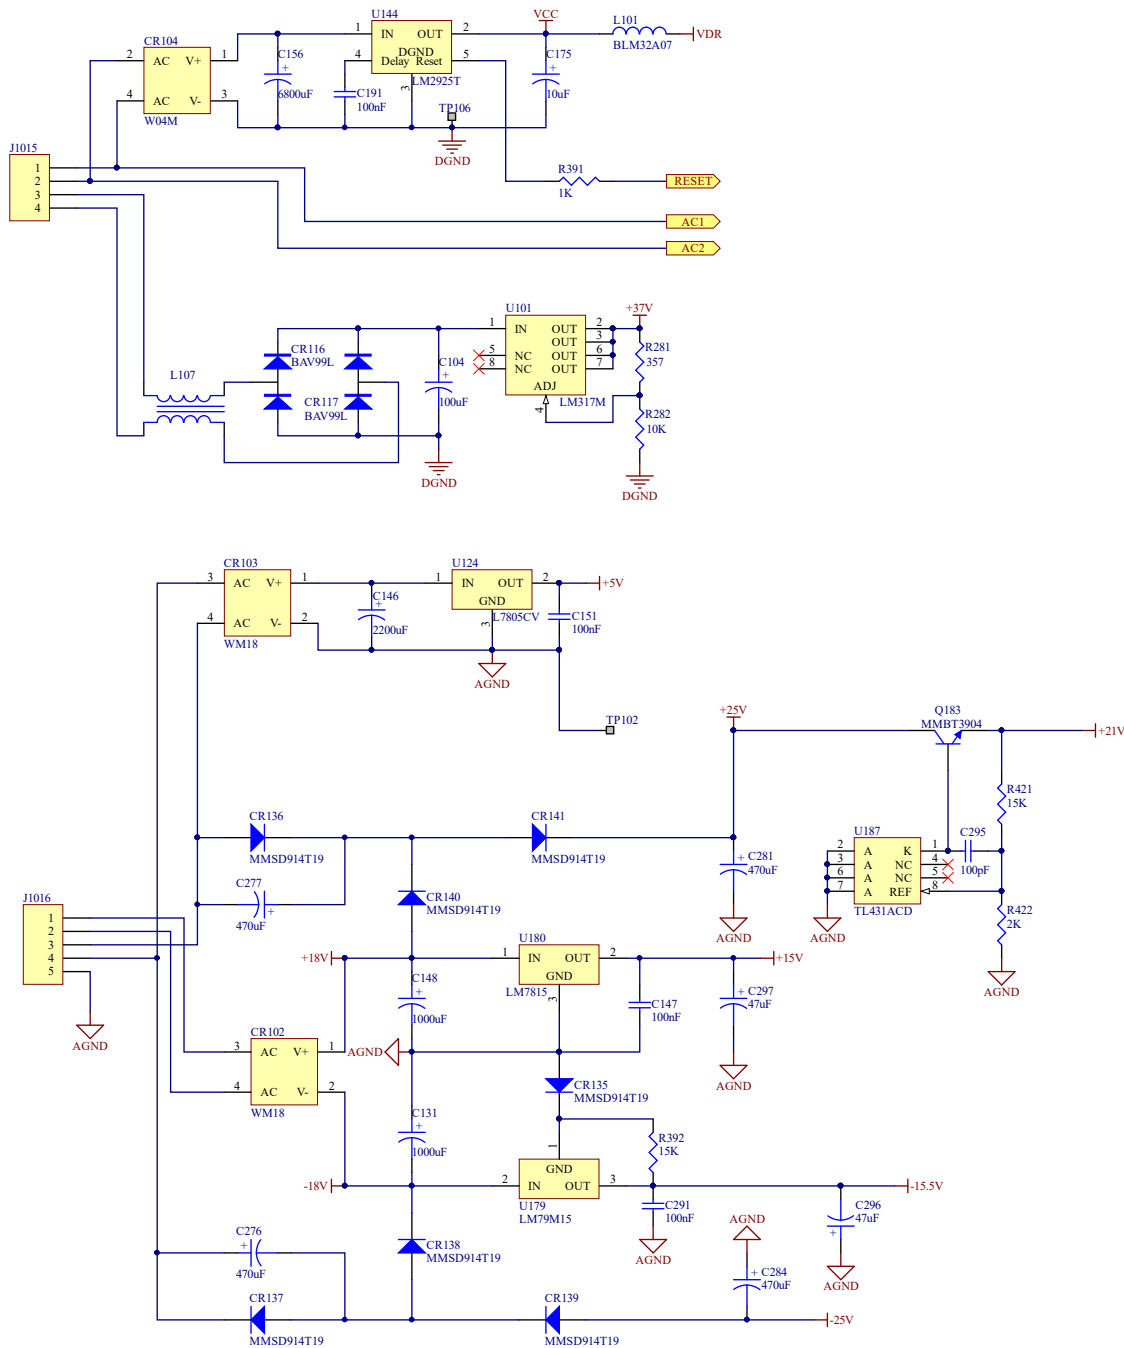 U144
VCC
L101
CR104
1 IN OUT 2
BLM32A07
VDR
2 AC V+ 1
C156
DGND
4 Delay Reset 5
C175
6800uF
LM2925T
10uF
C191
100nF
3
TP106
4 AC V- 3
W04M
DGND
J1015
1
2
3
4
R391
1K
RESET
AC1
AC2
U101
+37V
1 IN OUT 2
OUT 3
5 NC OUT 6
8 NC OUT 7
ADJ
4
LM317M
CR116
BAV99L
C104
100uF
R281
357
L107
CR117
BAV99L
R282
10K
DGND
DGND
CR103
U124
3 AC V+ 1
1 IN OUT 2
+5V
GND
C146
2200uF
L7805CV
3
C151
100nF
4 AC V- 2
WM18
AGND
TP102
+25V
Q183
MMBT3904
+21V
R421
15K
CR136
MMSD914T19
CR141
MMSD914T19
U187
2 A K 1
3 A NC 4
6 A NC 5
7 A REF 8
TL431ACD
C295
100pF
C281
470uF
C277
+
470uF
CR140
MMSD914T19
R422
2K
AGND
AGND
AGND
J1016
1
2
3
4
5
AGND
+18V
U180
1 IN OUT 2
GND
LM7815
3
+15V
C148
1000uF
C147
100nF
C297
47uF
AGND
CR102
3 AC V+ 1
4 AC V- 2
WM18
AGND
CR135
MMSD914T19
C131
1000uF
R392
15K
1
GND
2 IN OUT 3
U179
LM79M15
-18V
-15.5V
C291
100nF
AGND
C296
47uF
AGND
C276
+
470uF
CR138
MMSD914T19
AGND
C284
470uF
CR137
MMSD914T19
CR139
MMSD914T19
-25V